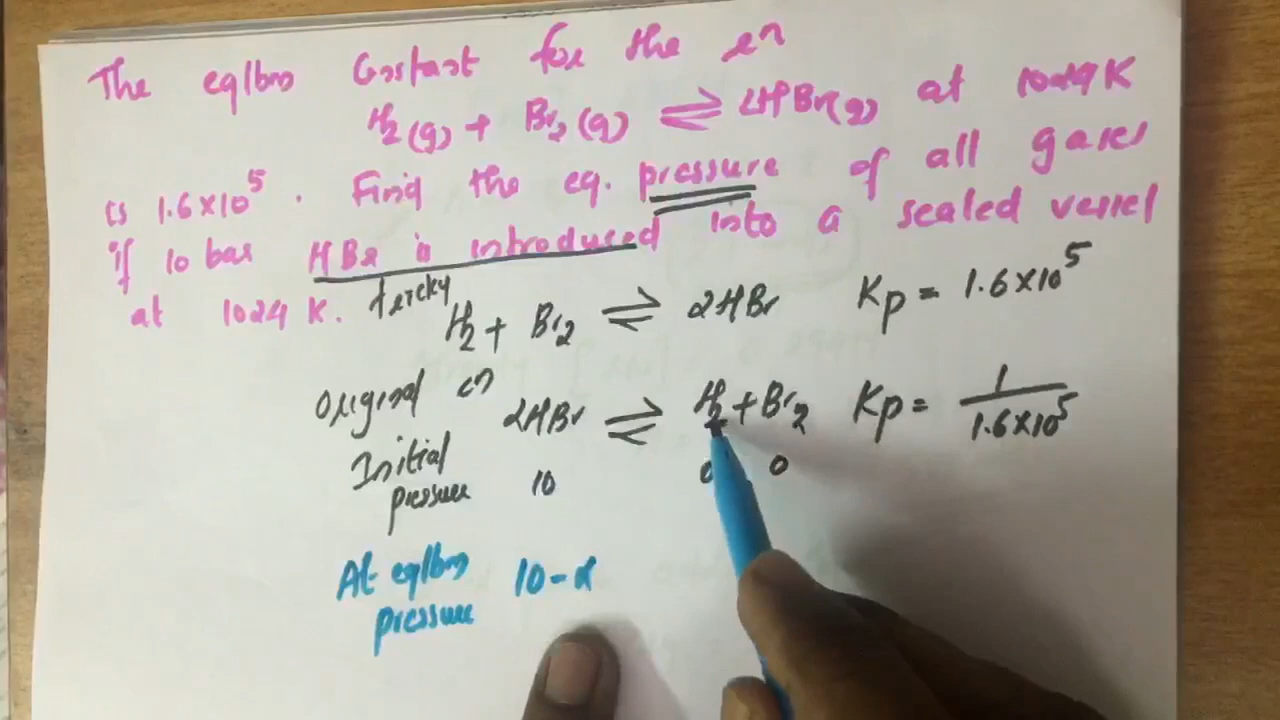 The eqlbm Constant for the rn
H2(g) + Br2(g) ⇌ 2HBr(g) at 1024K
is 1.6×10^5. Find the eq. pressure of all gases
if 10 bar HBr is introduced into a sealed vessel
at 1024 K. tricky
H2 + Br2 ⇌ 2HBr Kp = 1.6×10^5
Original rn
2HBr ⇌ H2 + Br2 Kp = 1/1.6×10^5
Initial pressure 10 0 0
At eqlbm pressure 10-x